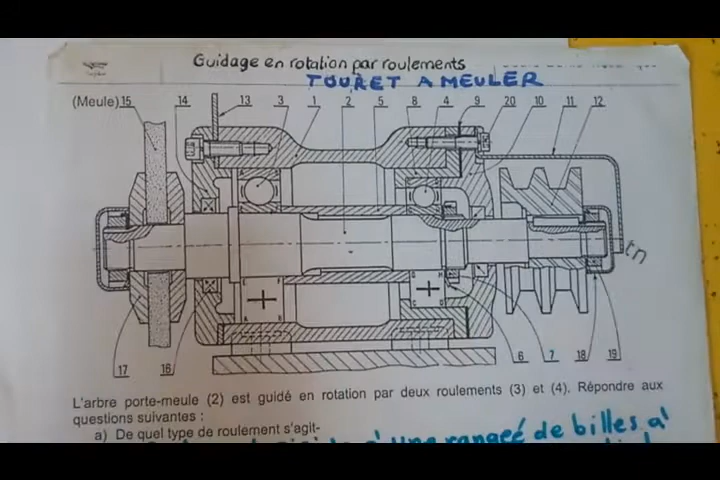 Guidage en rotation par roulements
TOURET A MEULER
(Meule) 15 14 13 3 1 2 5 8 4 9 20 10 11 12
tn
E F
A B
G H
C D
17 16 6 7 18 19
L'arbre porte-meule (2) est guidé en rotation par deux roulements (3) et (4). Répondre aux
questions suivantes :
a) De quel type de roulement s'agit-
d'une rangeé de billes a'